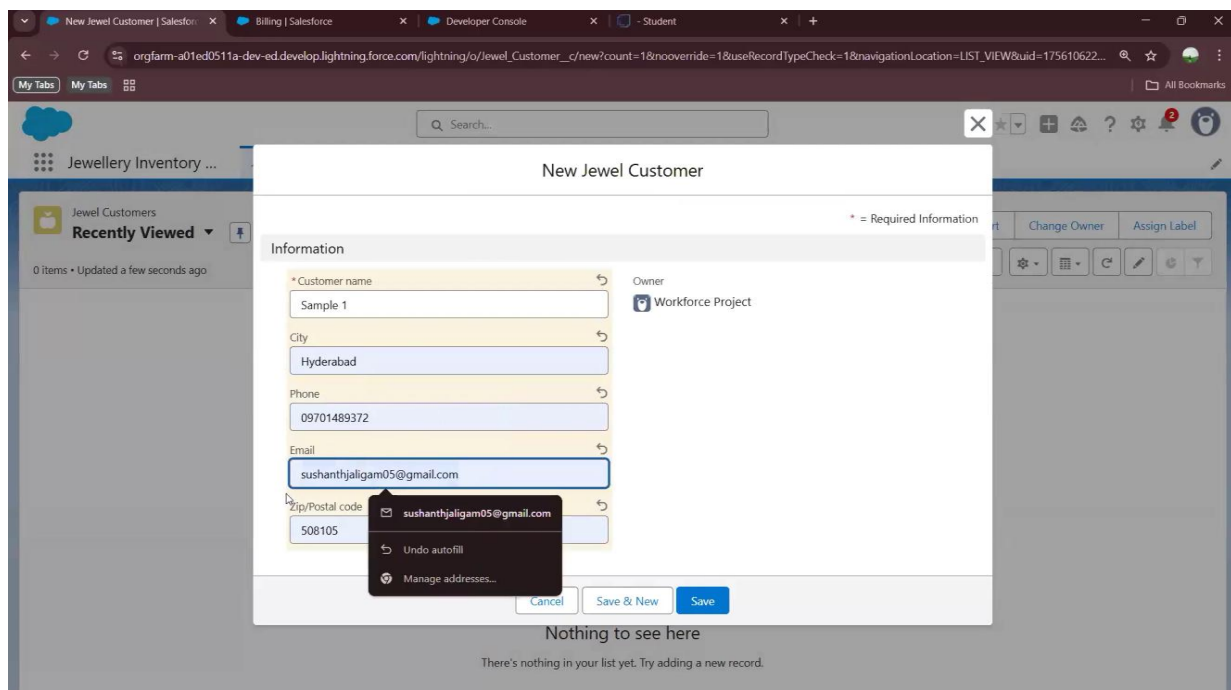 New Jewel Customer | Salesforc
Billing | Salesforce
Developer Console
- Student
orgfarm-a01ed0511a-dev-ed.develop.lightning.force.com/lightning/o/Jewel_Customer__c/new?count=1&nooverride=1&useRecordTypeCheck=1&navigationLocation=LIST_VIEW&uid=175610622...
My Tabs
My Tabs
All Bookmarks
Search...
2
Jewellery Inventory ...
New Jewel Customer
* = Required Information
Jewel Customers
Recently Viewed
Change Owner
Assign Label
0 items • Updated a few seconds ago
Information
* Customer name
Sample 1
Owner
Workforce Project
City
Hyderabad
Phone
09701489372
Email
sushanthjaligam05@gmail.com
Zip/Postal code
508105
sushanthjaligam05@gmail.com
Undo autofill
Manage addresses...
Cancel
Save & New
Save
Nothing to see here
There's nothing in your list yet. Try adding a new record.